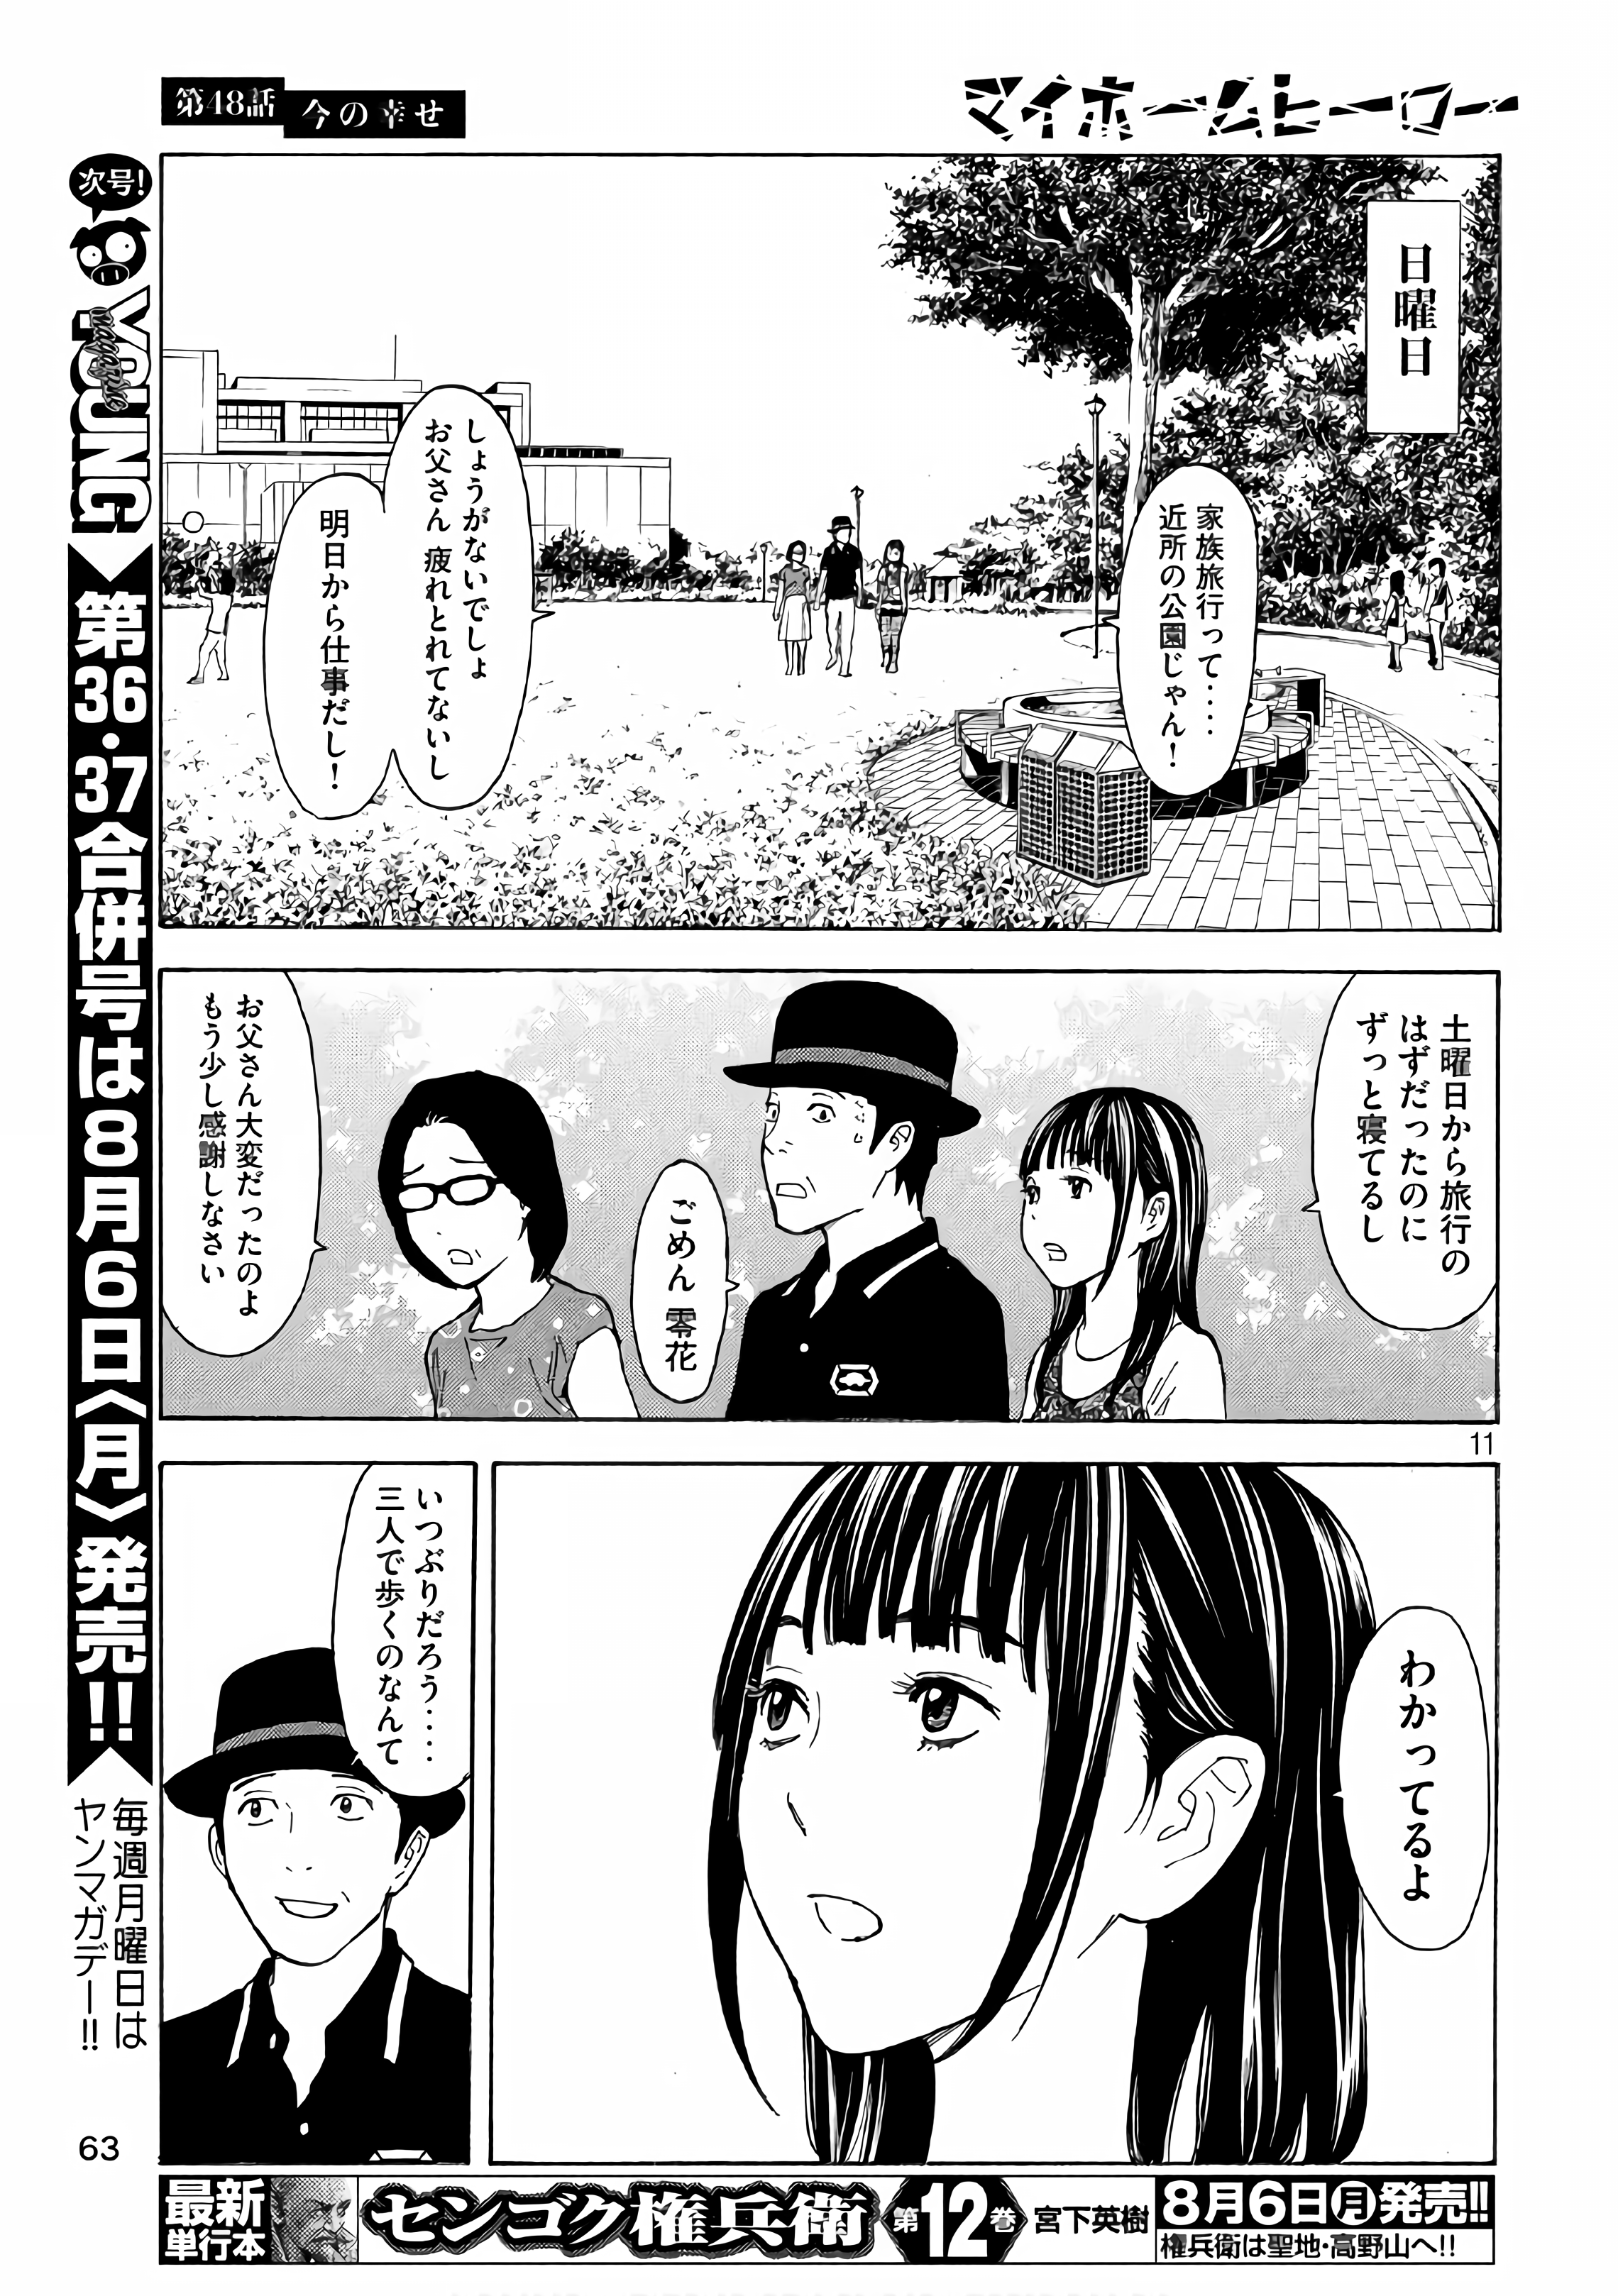 マイホームヒーロー
第48話
今の幸せ
日曜日
家族旅行って‥‥
近所の公園じゃん!
しょうがないでしょ
お父さん 疲れとれてないし
明日から仕事だし!
土曜日から旅行の
はずだったのに
ずっと寝てるし
ごめん 零花
お父さん大変だったのよ
もう少し感謝しなさい
11
わかってるよ
いつぶりだろう‥‥
三人で歩くのなんて
次号!
YOUNG
magazine
第36・37合併号は8月6日〈月〉発売!!
毎週月曜日は
ヤンマガデー!!
63
最新
単行本
センゴク権兵衛
第12巻
宮下英樹
8月6日㊊発売!!
権兵衛は聖地・高野山へ!!